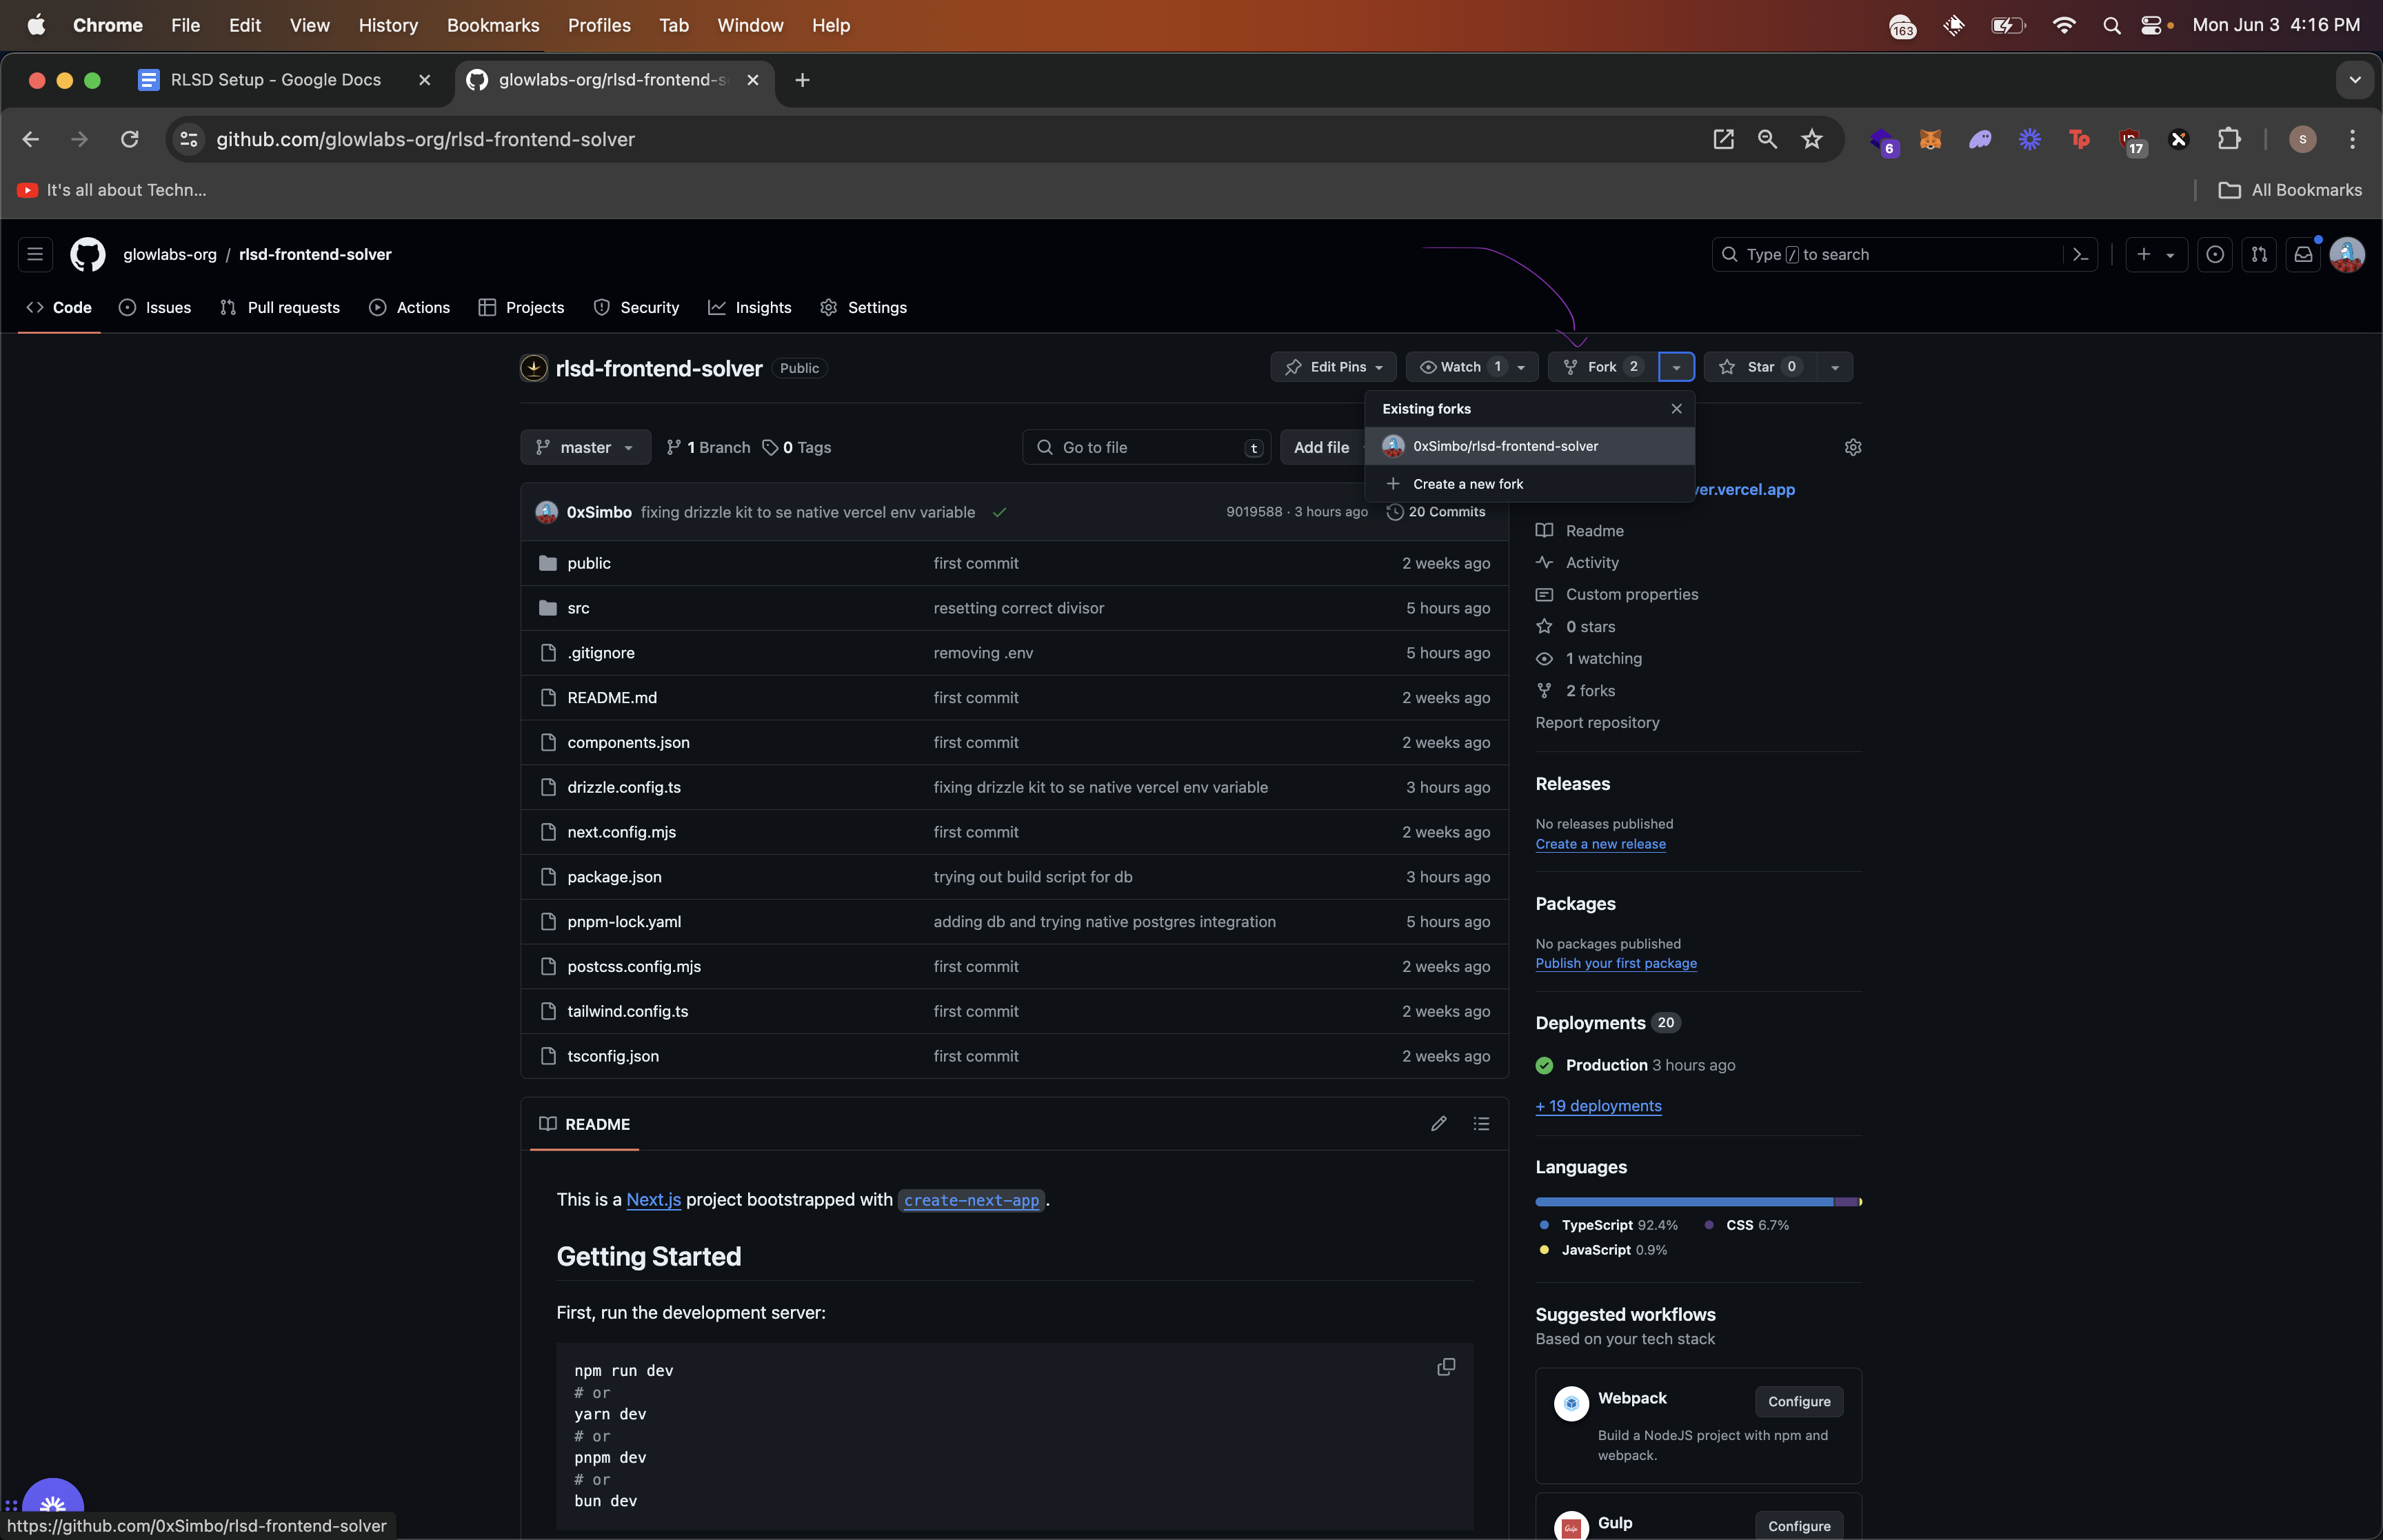 Chrome File Edit View History Bookmarks Profiles Tab Window Help 163 Mon Jun 3 4:16 PM
RLSD Setup - Google Docs glowlabs-org/rlsd-frontend-s
github.com/glowlabs-org/rlsd-frontend-solver 6 Tp 17 S
It's all about Techn... All Bookmarks
glowlabs-org / rlsd-frontend-solver Type / to search
Code Issues Pull requests Actions Projects Security Insights Settings
rlsd-frontend-solver Public Edit Pins Watch 1 Fork 2 Star 0
Existing forks
0xSimbo/rlsd-frontend-solver
Create a new fork
master 1 Branch 0 Tags Go to file t Add file
ver.vercel.app
0xSimbo fixing drizzle kit to se native vercel env variable 9019588 · 3 hours ago 20 Commits
public first commit 2 weeks ago
src resetting correct divisor 5 hours ago
.gitignore removing .env 5 hours ago
README.md first commit 2 weeks ago
components.json first commit 2 weeks ago
drizzle.config.ts fixing drizzle kit to se native vercel env variable 3 hours ago
next.config.mjs first commit 2 weeks ago
package.json trying out build script for db 3 hours ago
pnpm-lock.yaml adding db and trying native postgres integration 5 hours ago
postcss.config.mjs first commit 2 weeks ago
tailwind.config.ts first commit 2 weeks ago
tsconfig.json first commit 2 weeks ago
README
This is a Next.js project bootstrapped with create-next-app.
Getting Started
First, run the development server:
npm run dev
# or
yarn dev
# or
pnpm dev
# or
bun dev
Readme
Activity
Custom properties
0 stars
1 watching
2 forks
Report repository
Releases
No releases published
Create a new release
Packages
No packages published
Publish your first package
Deployments 20
Production 3 hours ago
+ 19 deployments
Languages
TypeScript 92.4% CSS 6.7%
JavaScript 0.9%
Suggested workflows
Based on your tech stack
Webpack Configure
Build a NodeJS project with npm and
webpack.
Gulp Configure
https://github.com/0xSimbo/rlsd-frontend-solver